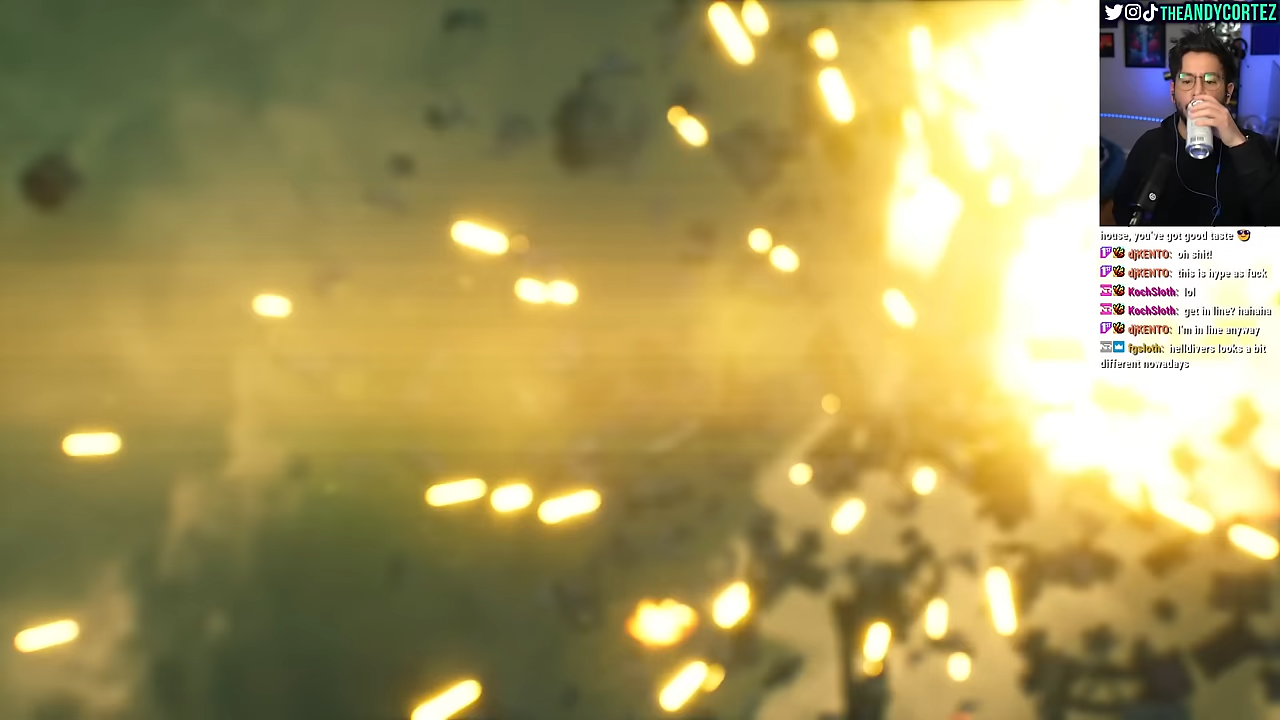 THEANDYCORTEZ
house, you've got good taste 😎
djKENTO: oh shit!
djKENTO: this is hype as fuck
KochSloth: lol
KochSloth: get in line? hahaha
djKENTO: I'm in line anyway
fgsloth: helldivers looks a bit
different nowadays